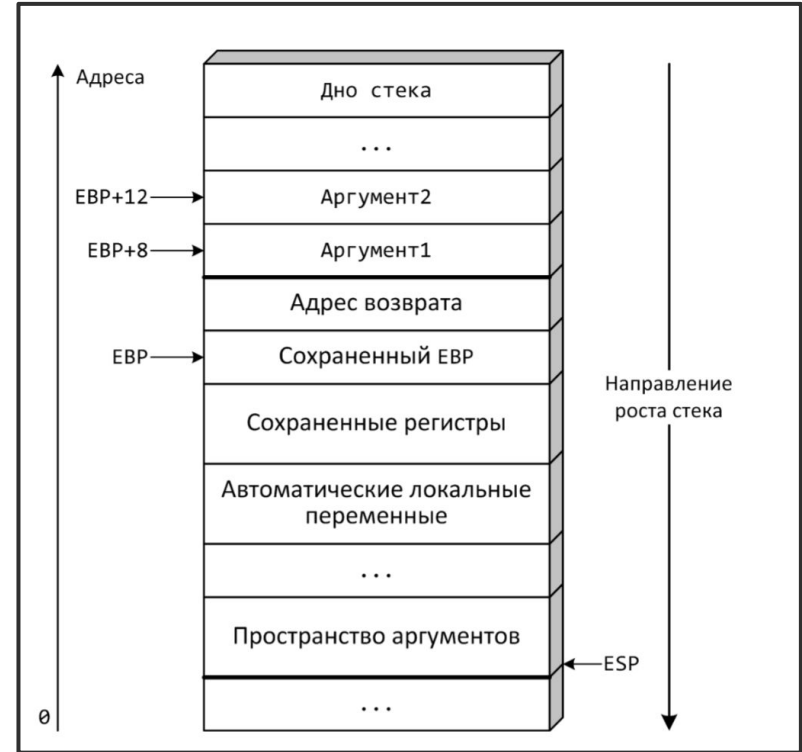 Адреса
Дно стека
...
EBP+12
Аргумент2
EBP+8
Аргумент1
Адрес возврата
EBP
Сохраненный EBP
Направление
роста стека
Сохраненные регистры
Автоматические локальные
переменные
...
Пространство аргументов
ESP
0
...